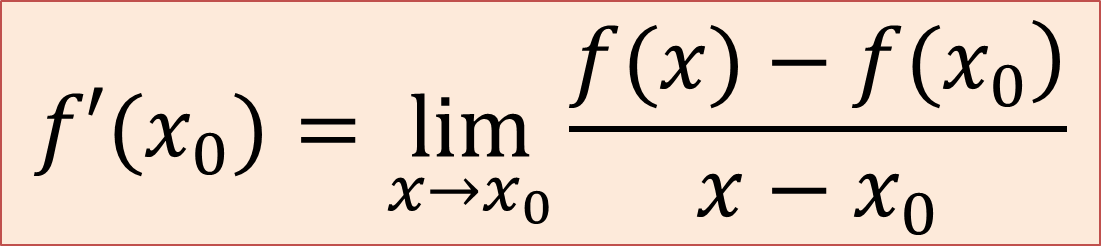 f′(x₀) = lim_{x→x₀} (f(x) − f(x₀)) / (x − x₀)